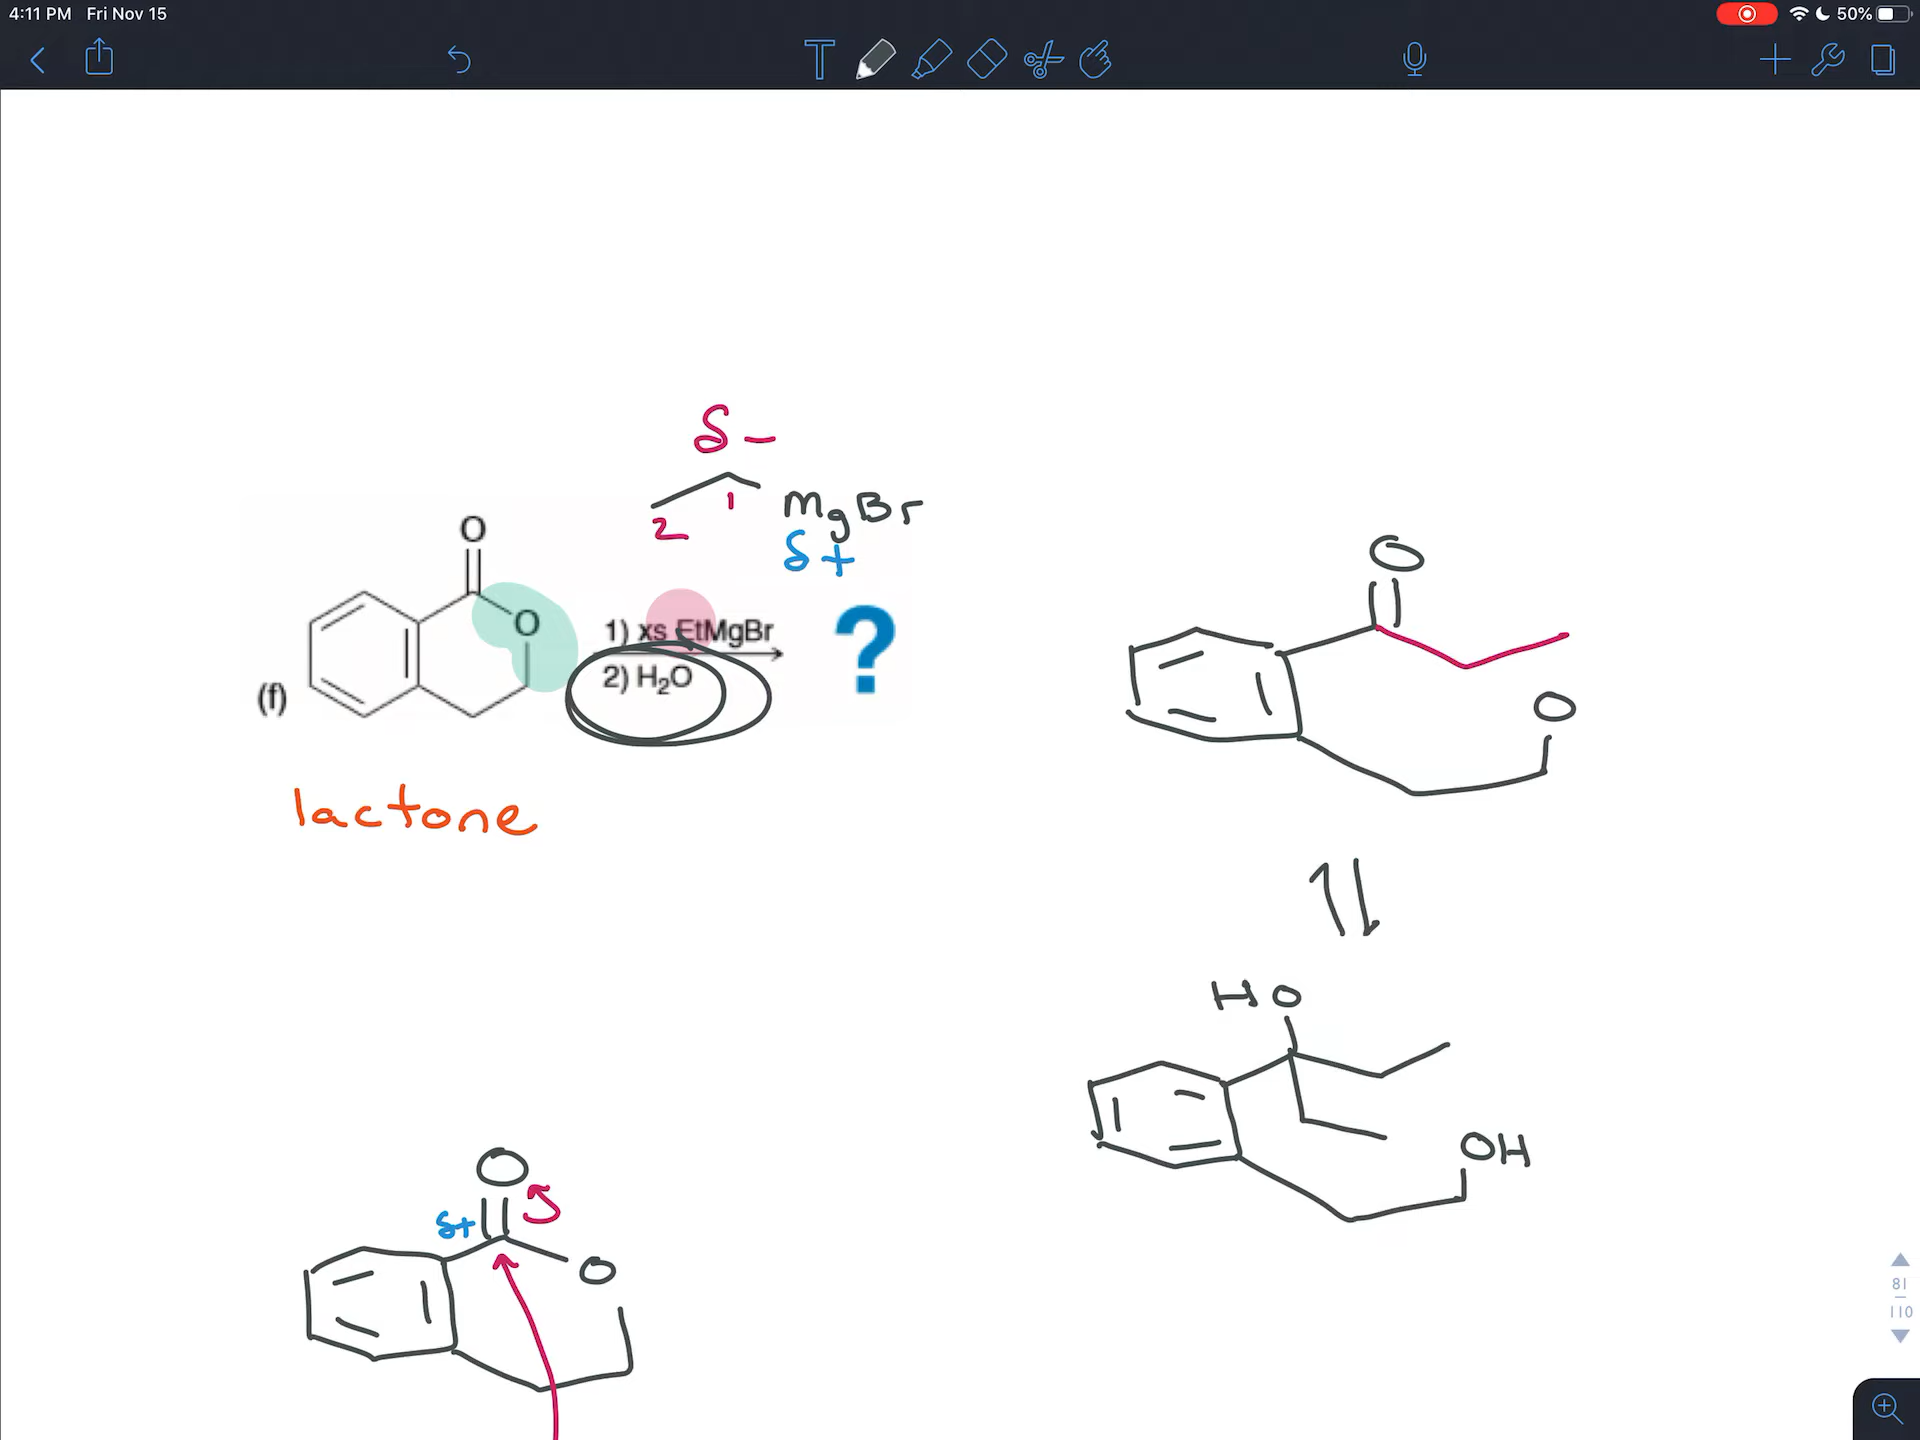 4:11 PM Fri Nov 15
50%
δ −
1
2
MgBr
δ +
O
O
1) xs EtMgBr
2) H₂O
?
(f)
lactone
O
O
HO
OH
O
δ+
O
81
110